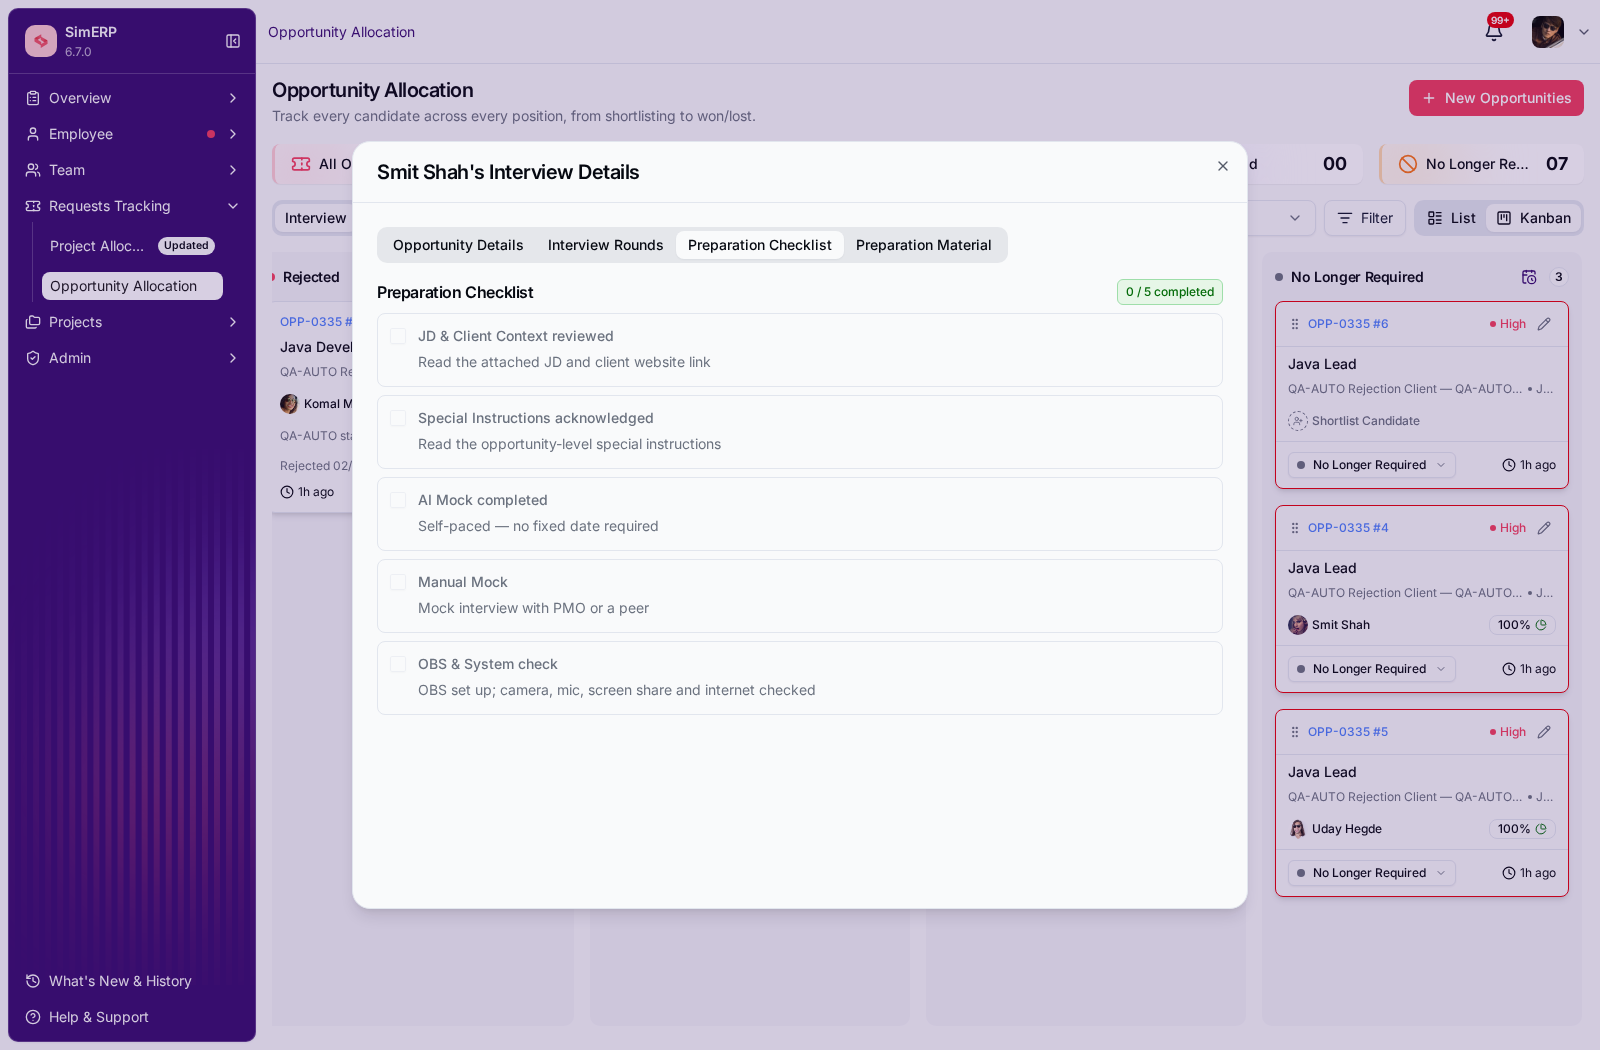 SimERP
6.7.0
Overview
Employee
Team
Requests Tracking
Project Alloc... Updated
Opportunity Allocation
Projects
Admin
What's New & History
Help & Support
Opportunity Allocation
99+
Opportunity Allocation
Track every candidate across every position, from shortlisting to won/lost.
New Opportunities
All O
d 00
No Longer Re... 07
Interview
Filter
List
Kanban
Rejected
OPP-0335 #
Java Devel
QA-AUTO Re
Komal M
QA-AUTO sta
Rejected 02/
1h ago
Smit Shah's Interview Details
Opportunity Details
Interview Rounds
Preparation Checklist
Preparation Material
Preparation Checklist
0 / 5 completed
JD & Client Context reviewed
Read the attached JD and client website link
Special Instructions acknowledged
Read the opportunity-level special instructions
AI Mock completed
Self-paced — no fixed date required
Manual Mock
Mock interview with PMO or a peer
OBS & System check
OBS set up; camera, mic, screen share and internet checked
No Longer Required 3
OPP-0335 #6 High
Java Lead
QA-AUTO Rejection Client — QA-AUTO... • J...
Shortlist Candidate
No Longer Required 1h ago
OPP-0335 #4 High
Java Lead
QA-AUTO Rejection Client — QA-AUTO... • J...
Smit Shah 100%
No Longer Required 1h ago
OPP-0335 #5 High
Java Lead
QA-AUTO Rejection Client — QA-AUTO... • J...
Uday Hegde 100%
No Longer Required 1h ago